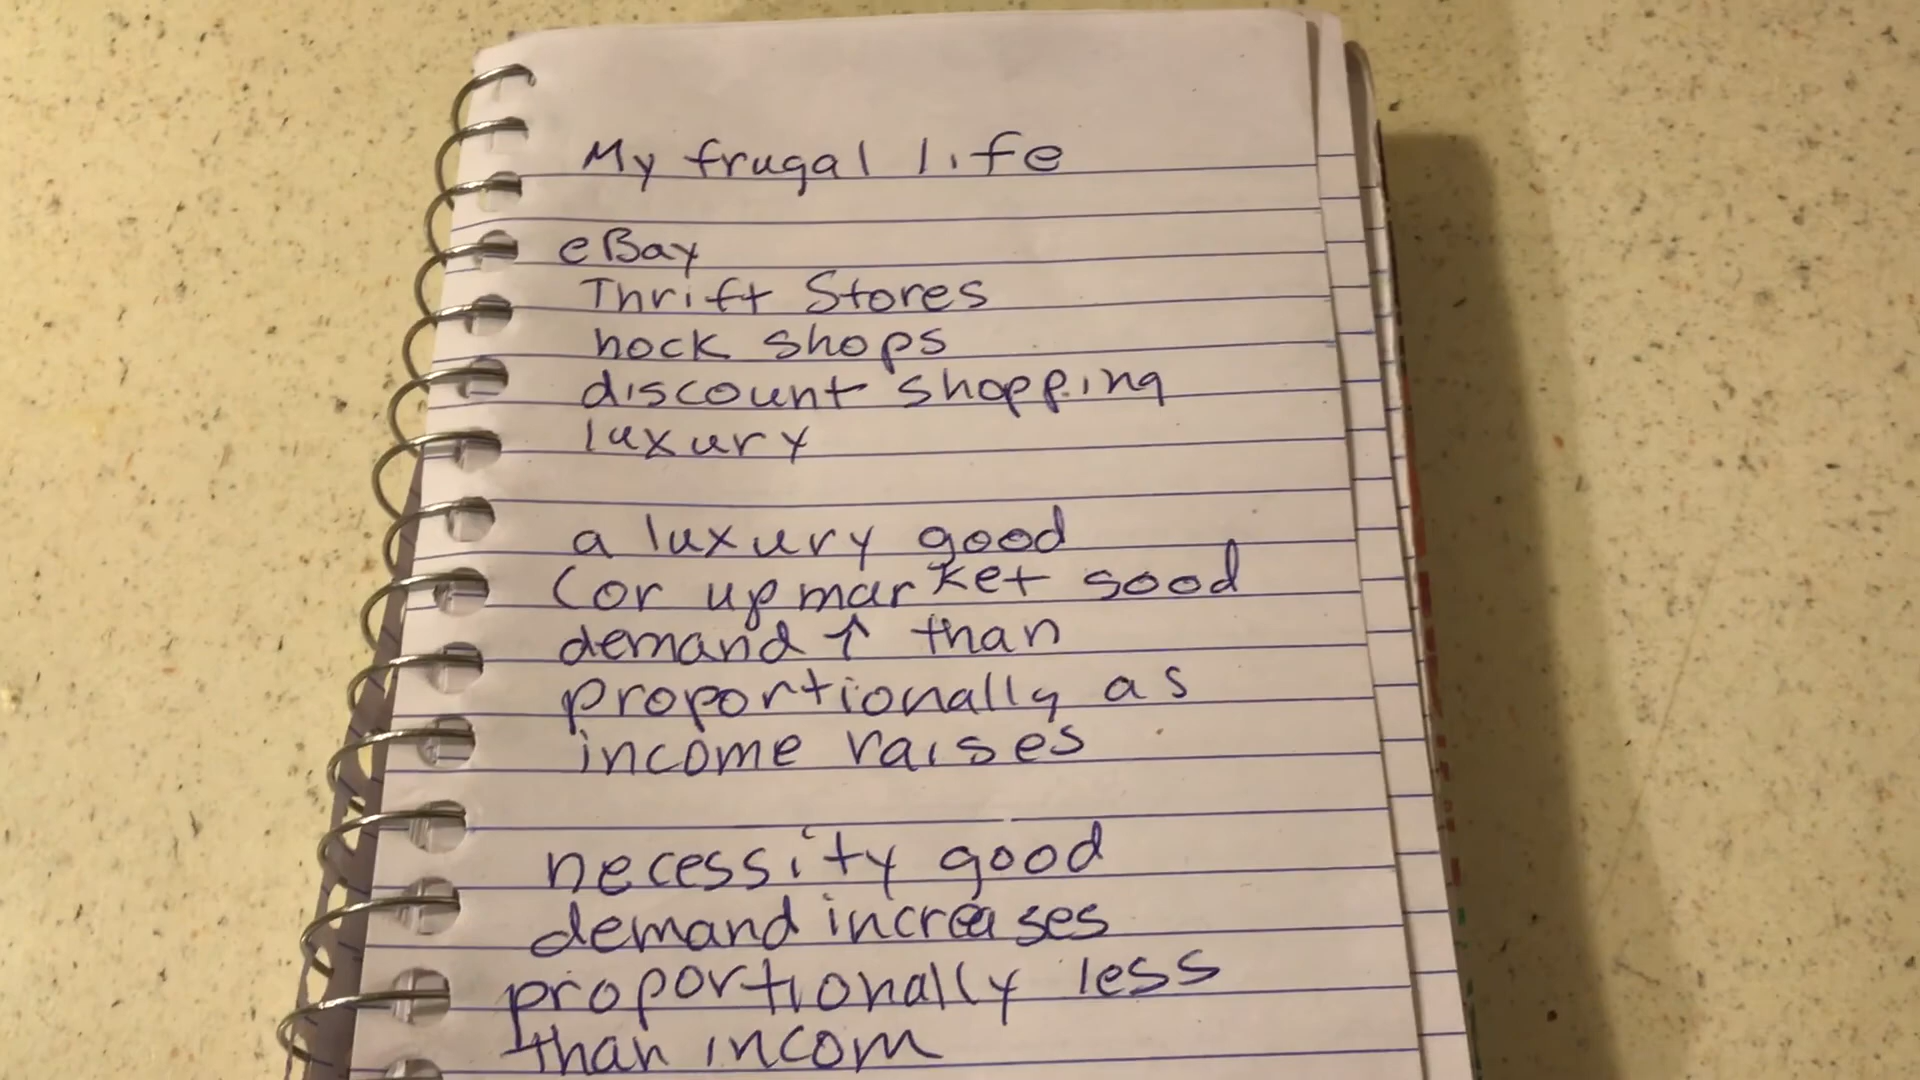 My frugal life
eBay
Thrift Stores
hock shops
discount shopping
luxury
a luxury good
(or upmarket sood
demand ↑ than
proportionally as
income raises
necessity good
demand increases
proportionally less
than incom